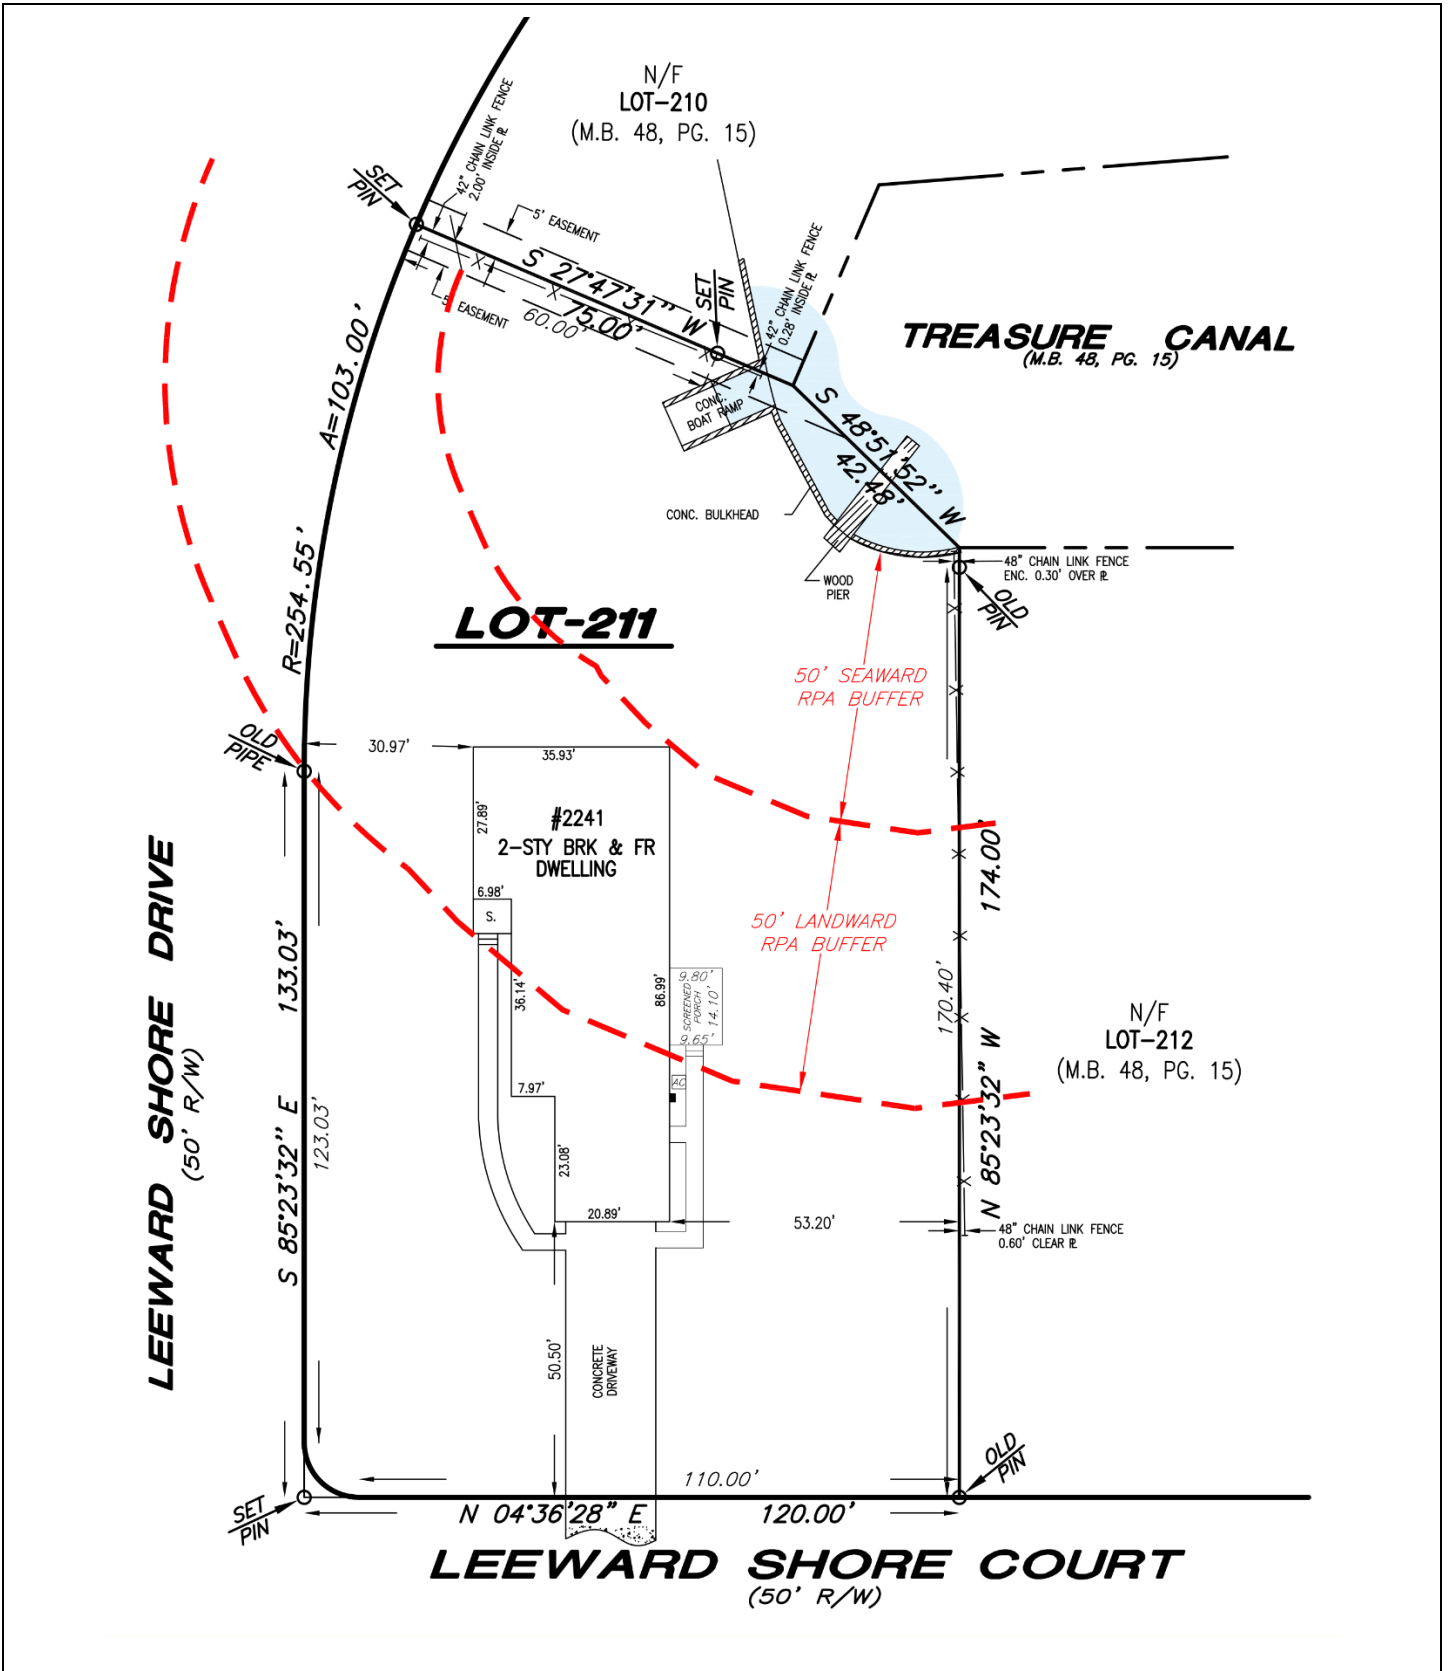 N/F
LOT-210
(M.B. 48, PG. 15)
42" CHAIN LINK FENCE
2.00' INSIDE ℄
SET
PIN
5' EASEMENT
S 27°47'31" W
75.00'
60.00'
5' EASEMENT
SET
PIN
42" CHAIN LINK FENCE
0.28' INSIDE ℄
TREASURE CANAL
(M.B. 48, PG. 15)
A=103.00'
R=254.55'
CONC.
BOAT RAMP
S 48°51'52" W
42.48'
CONC. BULKHEAD
WOOD
PIER
48" CHAIN LINK FENCE
ENC. 0.30' OVER ℄
OLD
PIN
LOT-211
50' SEAWARD
RPA BUFFER
OLD
PIPE
30.97'
35.93'
27.89'
#2241
2-STY BRK & FR
DWELLING
6.98'
S.
50' LANDWARD
RPA BUFFER
174.00'
170.40'
N 85°23'32" W
36.14'
86.99'
9.80'
SCREENED
PORCH
14.10'
9.65'
AC
7.97'
23.08'
20.89'
53.20'
N/F
LOT-212
(M.B. 48, PG. 15)
48" CHAIN LINK FENCE
0.60' CLEAR ℄
LEEWARD SHORE DRIVE
(50' R/W)
S 85°23'32" E
133.03'
123.03'
50.50'
CONCRETE
DRIVEWAY
OLD
PIN
SET
PIN
110.00'
N 04°36'28" E
120.00'
LEEWARD SHORE COURT
(50' R/W)